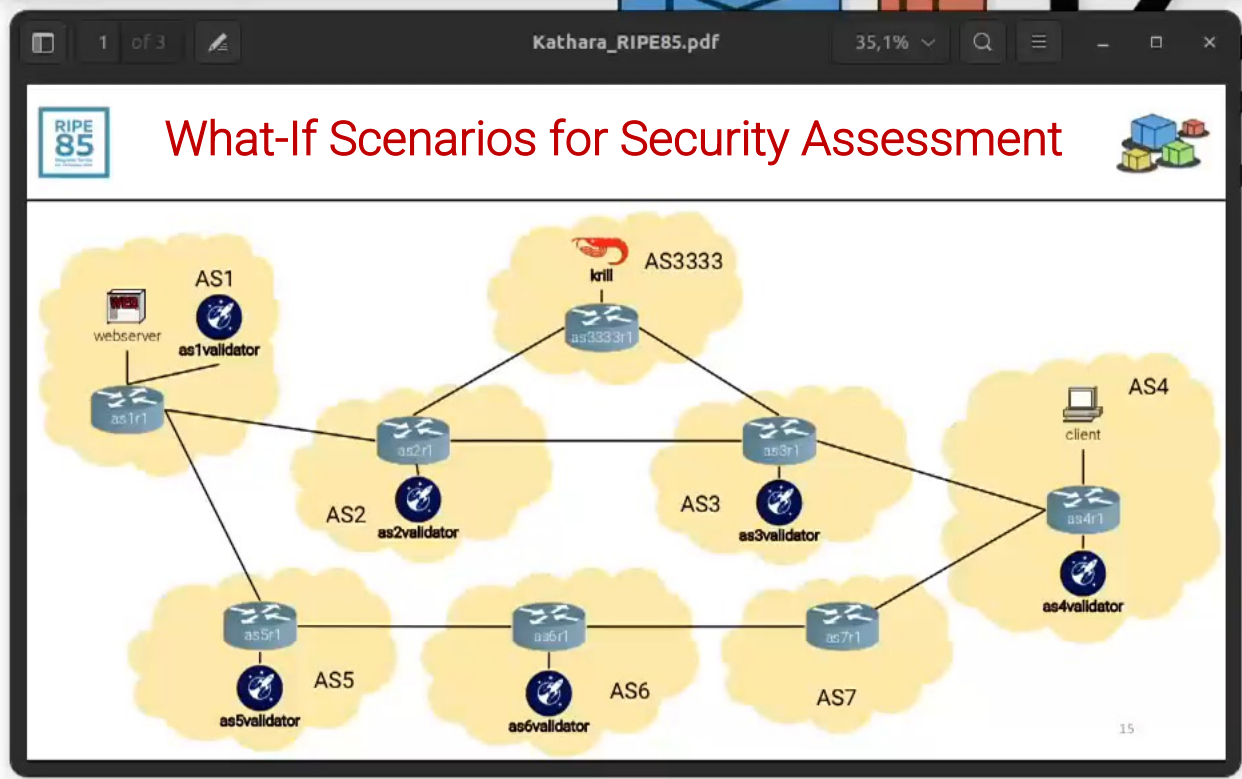 1 of 3
Kathara_RIPE85.pdf
35,1%
RIPE
85
What-If Scenarios for Security Assessment
AS1
WEB
webserver
as1validator
as1r1
krill
AS3333
as3333r1
AS4
client
as4r1
as4validator
as2r1
AS2
as2validator
as3r1
AS3
as3validator
as5r1
AS5
as5validator
as6r1
AS6
as6validator
as7r1
AS7
15